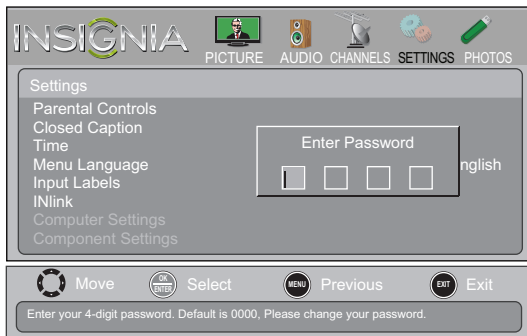 INSIGNIA
PICTURE AUDIO CHANNELS SETTINGS PHOTOS
Settings
Parental Controls
Closed Caption
Time
Menu Language nglish
Input Labels
INlink
Computer Settings
Component Settings
Enter Password
Move OK ENTER Select MENU Previous EXIT Exit
Enter your 4-digit password. Default is 0000, Please change your password.